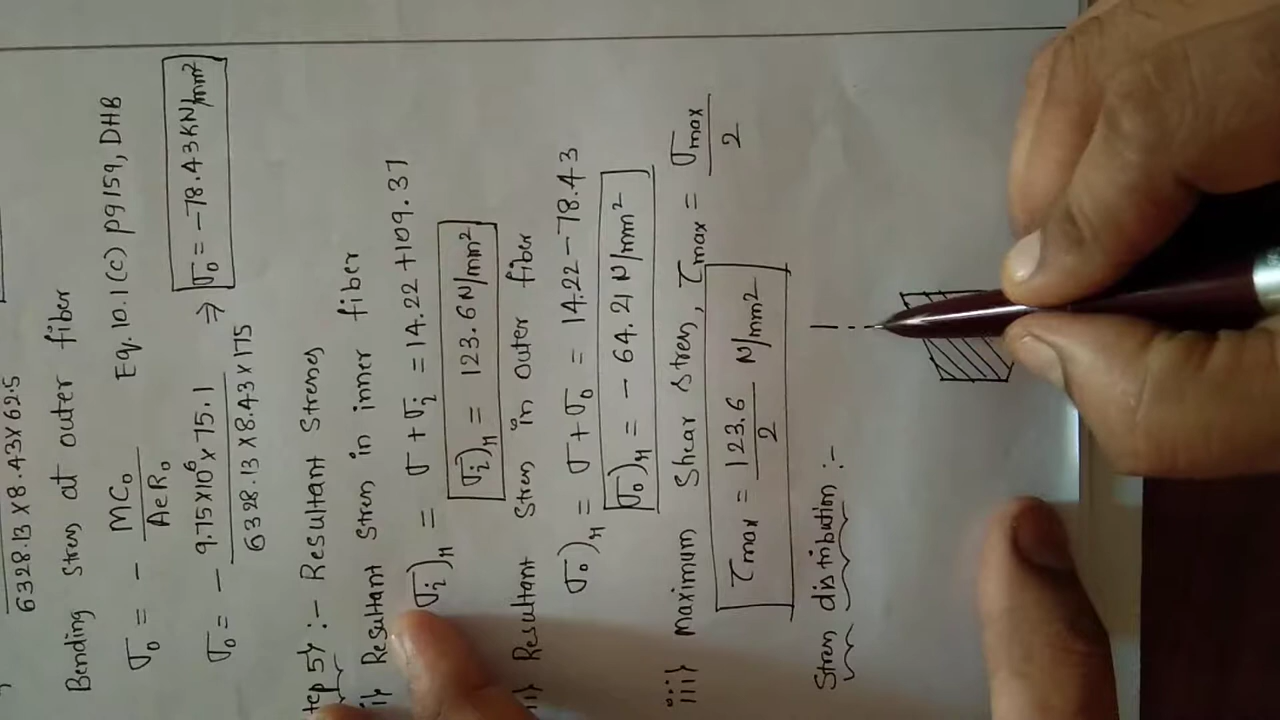 6328.13 × 8.43 × 62.5
Bending Stress at outer fiber
σo = - MCo / AeRo Eq. 10.1(c) pg 159, DHB
σo = - 9.75×10⁶ × 75.1 / 6328.13 × 8.43 × 175 ⇒ σo = -78.43 KN/mm²
tep 5} :- Resultant Stresses
i} Resultant Stress in inner fiber
σi)r = σ + σi = 14.22 + 109.37
σi)r = 123.6 N/mm²
i} Resultant Stress in outer fiber
σo)r = σ + σo = 14.22 - 78.43
σo)r = - 64.21 N/mm²
iii} maximum Shear stress, τmax = σmax / 2
τmax = 123.6 / 2 N/mm²
Stress distribution :-